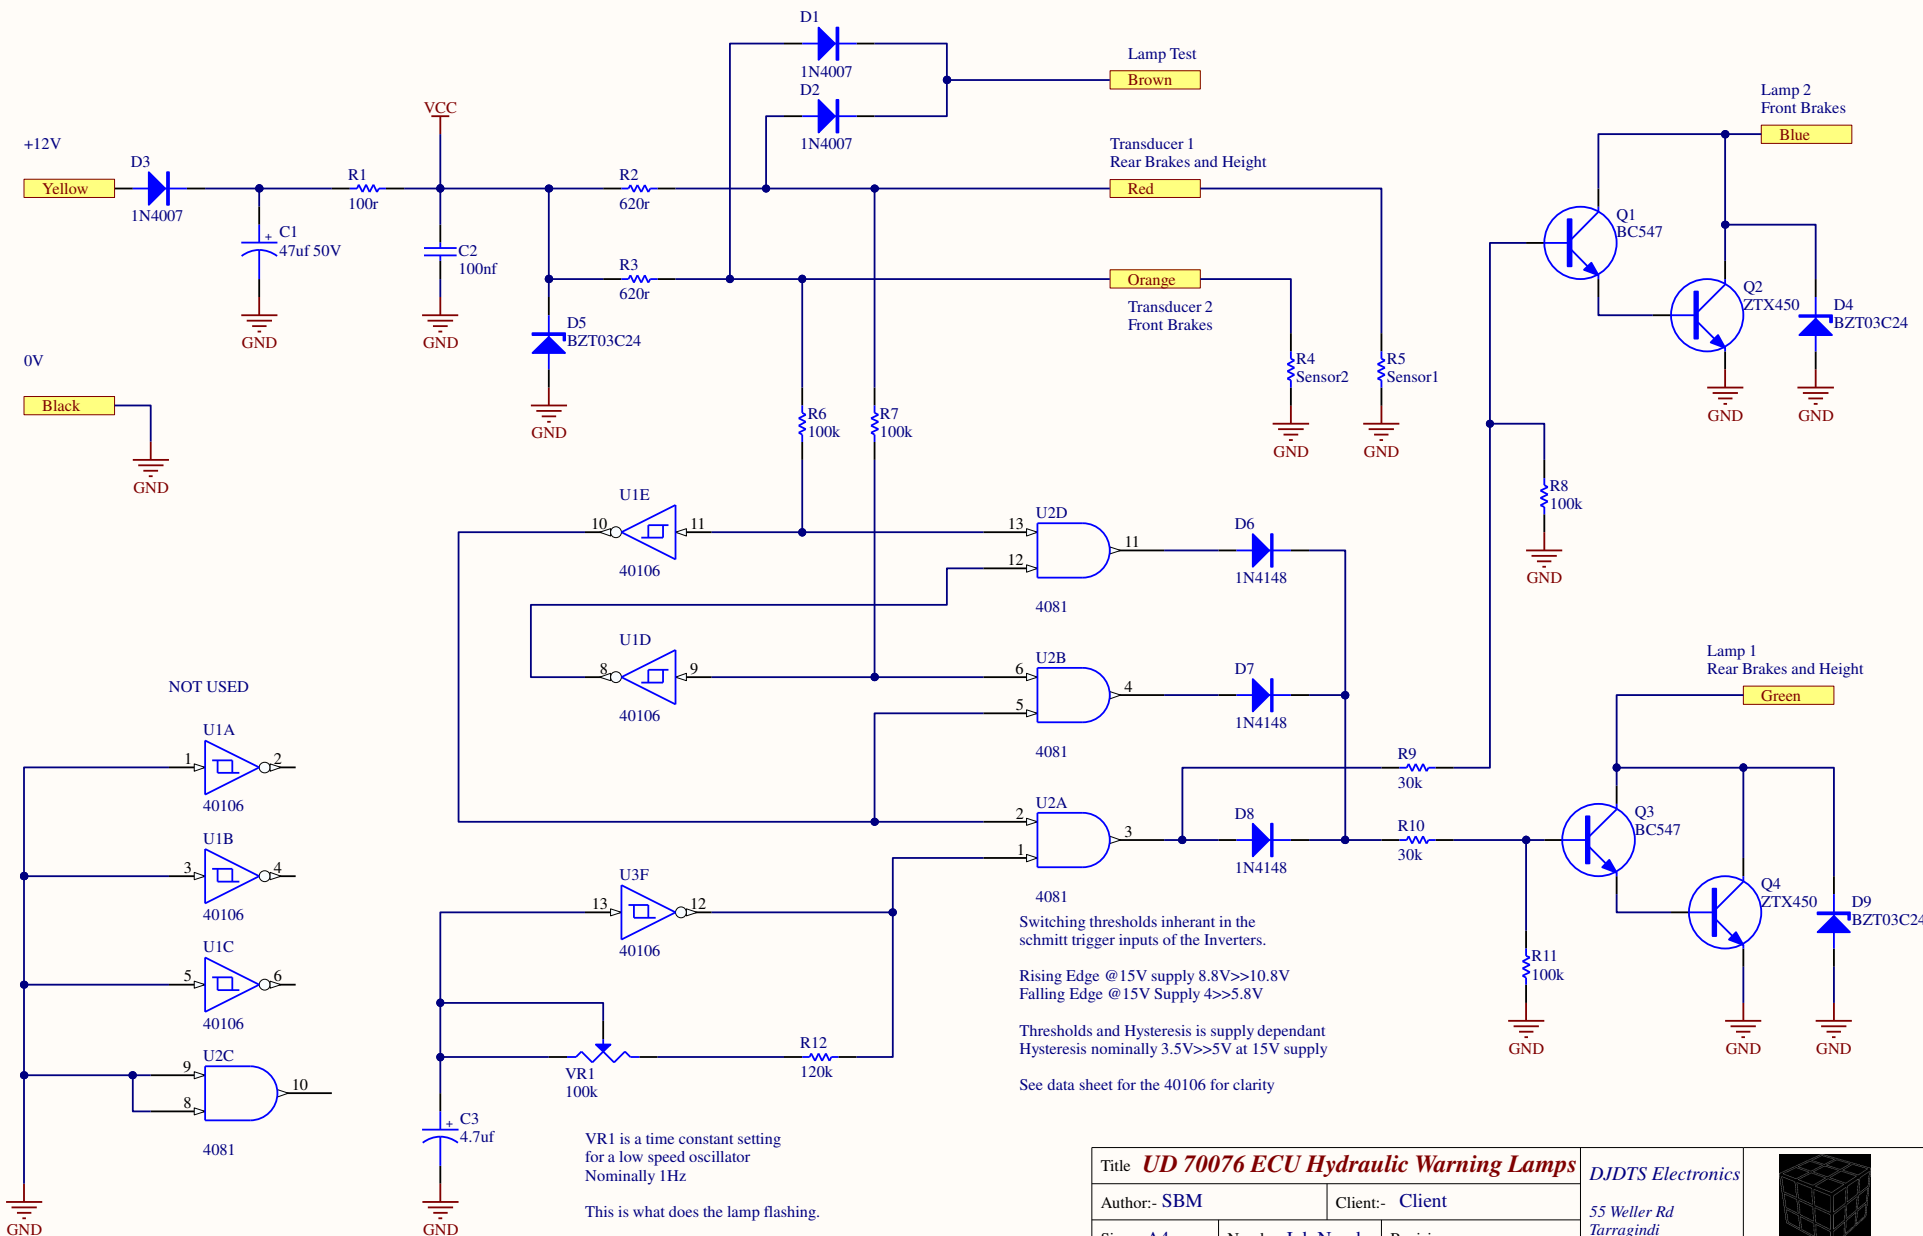 D1
1N4007
D2
1N4007
Lamp Test
Brown
Lamp 2
Front Brakes
Blue
VCC
+12V
Yellow
D3
1N4007
R1
100r
R2
620r
Transducer 1
Rear Brakes and Height
Red
C1
47uf 50V
+
GND
C2
100nf
GND
R3
620r
Orange
Transducer 2
Front Brakes
D5
BZT03C24
GND
Q1
BC547
Q2
ZTX450
GND
D4
BZT03C24
GND
0V
Black
GND
R4
Sensor2
GND
R5
Sensor1
GND
R6
100k
R7
100k
R8
100k
GND
U1E
10
11
40106
U2D
13
12
11
4081
D6
1N4148
U1D
8
9
40106
U2B
6
5
4
4081
D7
1N4148
Lamp 1
Rear Brakes and Height
Green
NOT USED
U1A
1
2
40106
U1B
3
4
40106
U1C
5
6
40106
U2C
9
8
10
4081
GND
R9
30k
U2A
2
1
3
4081
D8
1N4148
R10
30k
Q3
BC547
Q4
ZTX450
GND
D9
BZT03C24
GND
R11
100k
GND
U3F
13
12
40106
VR1
100k
R12
120k
C3
4.7uf
+
GND
Switching thresholds inherant in the
schmitt trigger inputs of the Inverters.
Rising Edge @15V supply 8.8V>>10.8V
Falling Edge @15V Supply 4>>5.8V
Thresholds and Hysteresis is supply dependant
Hysteresis nominally 3.5V>>5V at 15V supply
See data sheet for the 40106 for clarity
VR1 is a time constant setting
for a low speed oscillator
Nominally 1Hz
This is what does the lamp flashing.
Title UD 70076 ECU Hydraulic Warning Lamps
Author:- SBM
Client:- Client
DJDTS Electronics
55 Weller Rd
Tarragindi